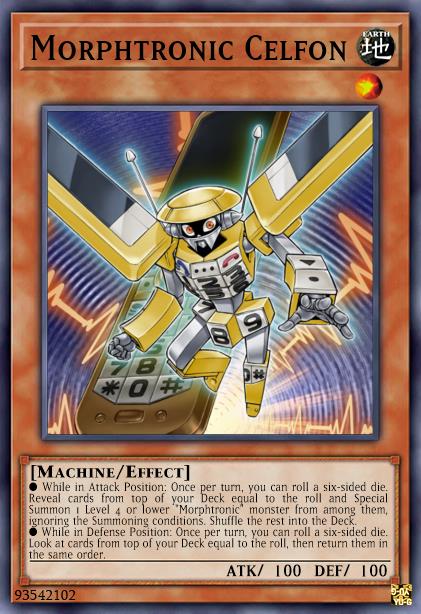 MORPHTRONIC CELFON
EARTH
地
[MACHINE/EFFECT]
● While in Attack Position: Once per turn, you can roll a six-sided die.
Reveal cards from top of your Deck equal to the roll and Special
Summon 1 Level 4 or lower "Morphtronic" monster from among them,
ignoring the Summoning conditions. Shuffle the rest into the Deck.
● While in Defense Position: Once per turn, you can roll a six-sided die.
Look at cards from top of your Deck equal to the roll, then return them in
the same order.
ATK/ 100 DEF/ 100
93542102